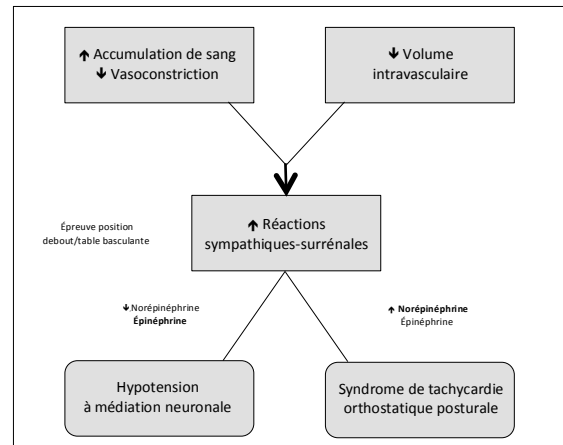 ↑ Accumulation de sang
↓ Vasoconstriction
↓ Volume
intravasculaire
↑ Réactions
sympathiques-surrénales
Épreuve position
debout/table basculante
↓ Norépinéphrine
Épinéphrine
↑ Norépinéphrine
Épinéphrine
Hypotension
à médiation neuronale
Syndrome de tachycardie
orthostatique posturale